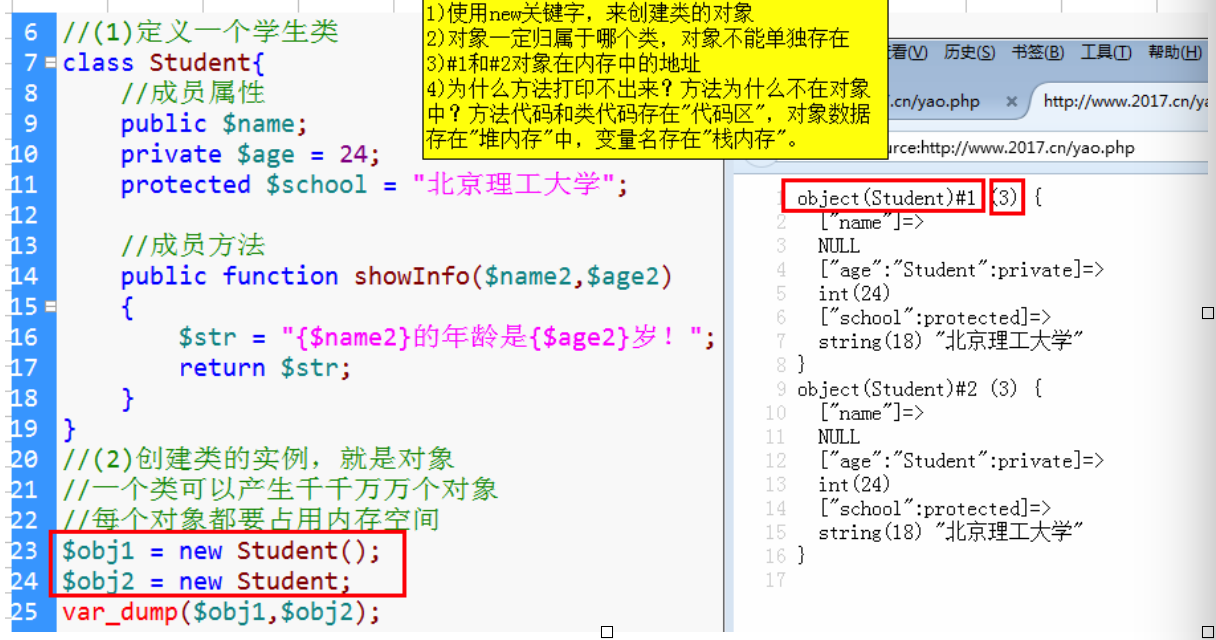 1)使用new关键字，来创建类的对象
2)对象一定归属于哪个类，对象不能单独存在
3)#1和#2对象在内存中的地址
4)为什么方法打印不出来？方法为什么不在对象
中？方法代码和类代码存在"代码区"，对象数据
存在"堆内存"中，变量名存在"栈内存"。
6 //(1)定义一个学生类
7 class Student{
8 //成员属性
9 public $name;
10 private $age = 24;
11 protected $school = "北京理工大学";
12
13 //成员方法
14 public function showInfo($name2,$age2)
15 {
16 $str = "{$name2}的年龄是{$age2}岁！";
17 return $str;
18 }
19 }
20 //(2)创建类的实例，就是对象
21 //一个类可以产生千千万万个对象
22 //每个对象都要占用内存空间
23 $obj1 = new Student();
24 $obj2 = new Student;
25 var_dump($obj1,$obj2);
看(V) 历史(S) 书签(B) 工具(T) 帮助(H)
.cn/yao.php × http://www.2017.cn/ya
urce:http://www.2017.cn/yao.php
1 object(Student)#1 (3) {
2 ["name"]=>
3 NULL
4 ["age":"Student":private]=>
5 int(24)
6 ["school":protected]=>
7 string(18) "北京理工大学"
8 }
9 object(Student)#2 (3) {
10 ["name"]=>
11 NULL
12 ["age":"Student":private]=>
13 int(24)
14 ["school":protected]=>
15 string(18) "北京理工大学"
16 }
17